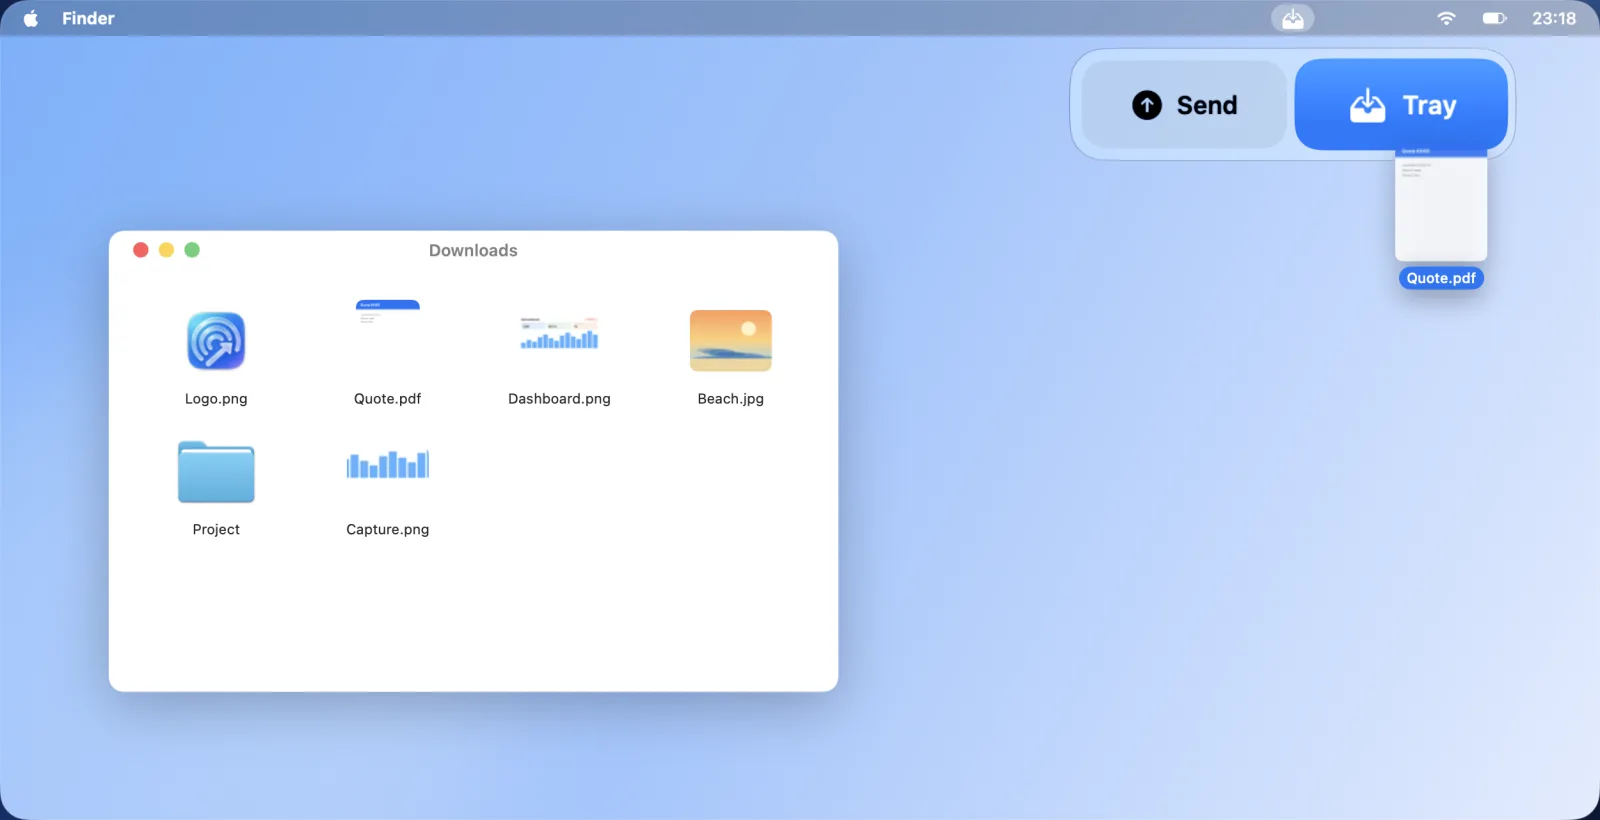 Finder
23:18
Send
Tray
Quote.pdf
Downloads
Logo.png
Quote.pdf
Dashboard.png
Beach.jpg
Project
Capture.png